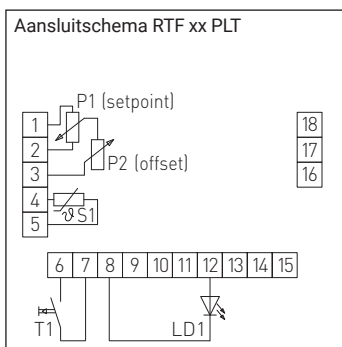 Aansluitschema RTF xx PLT
P1 (setpoint)
1
18
2
17
P2 (offset)
3
16
4
ϑ S1
5
6 7 8 9 10 11 12 13 14 15
T1
LD1